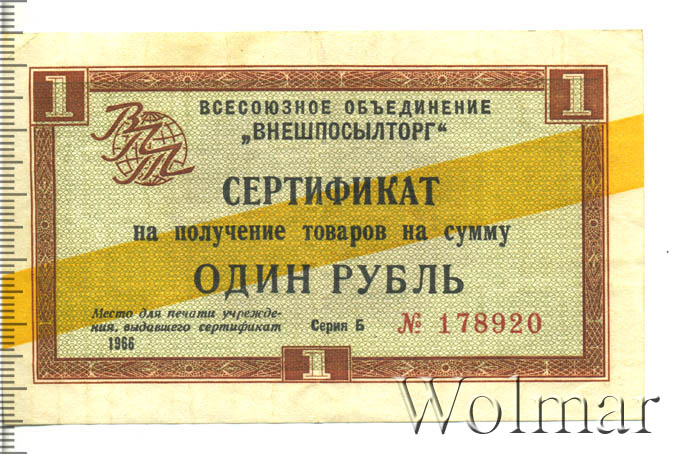 1 1
ВСЕСОЮЗНОЕ ОБЪЕДИНЕНИЕ
„ВНЕШПОСЫЛТОРГ“
ВПТ
СЕРТИФИКАТ
на получение товаров на сумму
ОДИН РУБЛЬ
Место для печати учрежде-
ния, выдавшего сертификат
1966
Серия Б № 178920
1
Wolmar